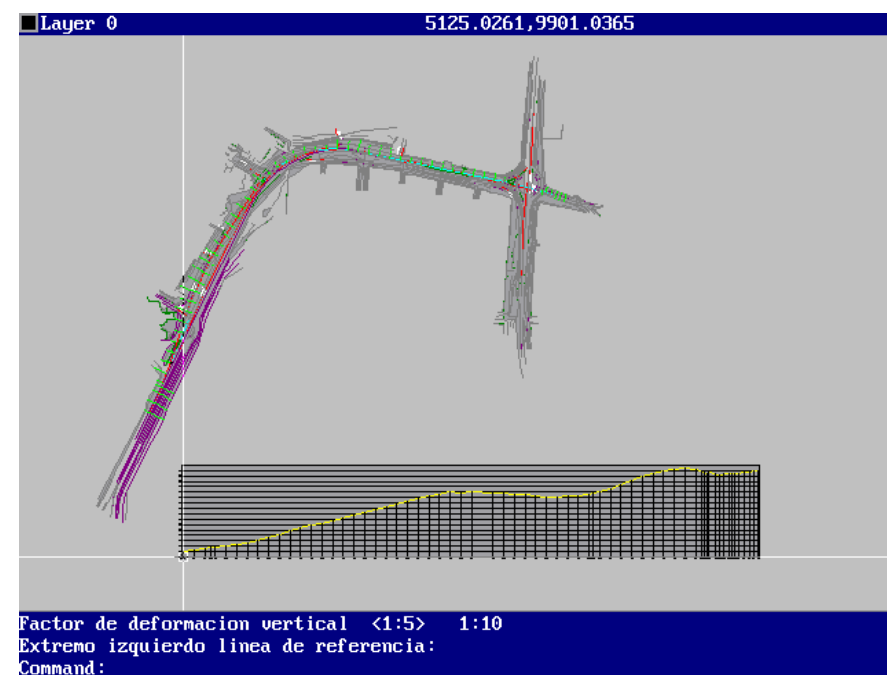 Layer 0 5125.0261,9901.0365
Factor de deformacion vertical <1:5> 1:10
Extremo izquierdo linea de referencia:
Command: